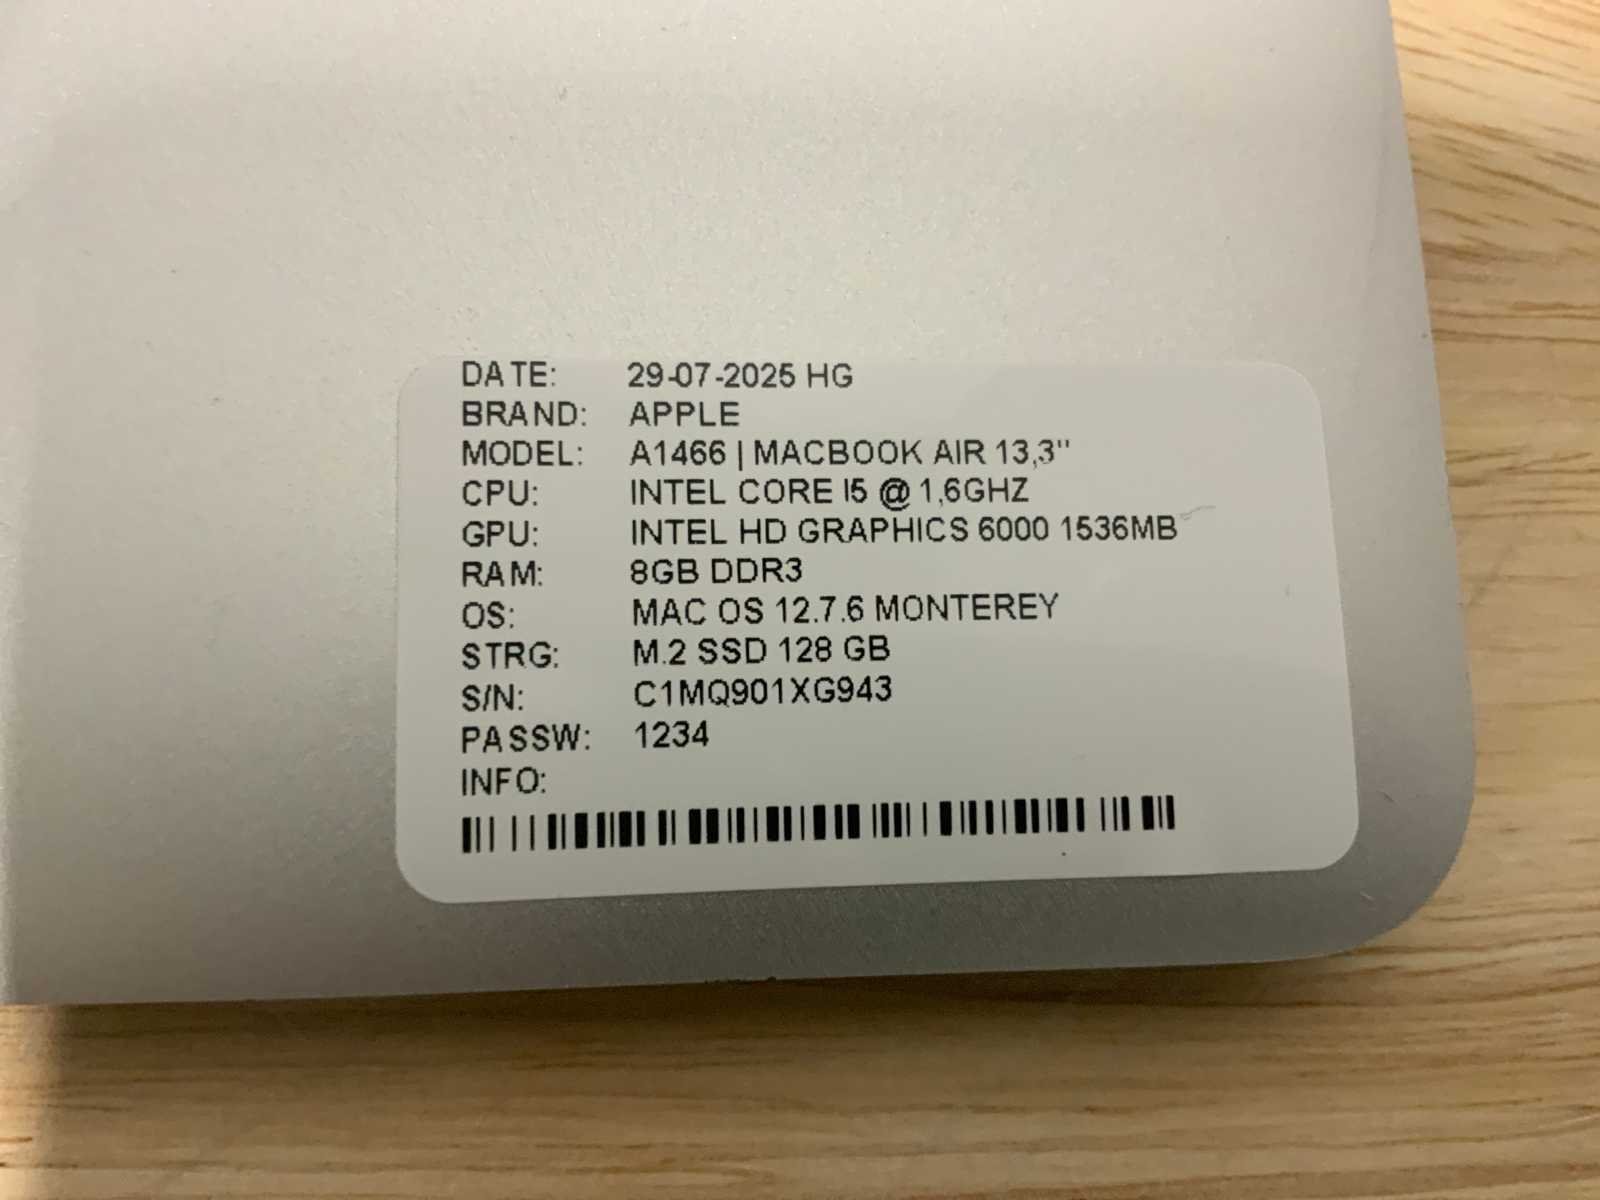 DATE: 29-07-2025 HG
BRAND: APPLE
MODEL: A1466 | MACBOOK AIR 13,3"
CPU: INTEL CORE I5 @ 1,6GHZ
GPU: INTEL HD GRAPHICS 6000 1536MB
RAM: 8GB DDR3
OS: MAC OS 12.7.6 MONTEREY
STRG: M.2 SSD 128 GB
S/N: C1MQ901XG943
PASSW: 1234
INFO: